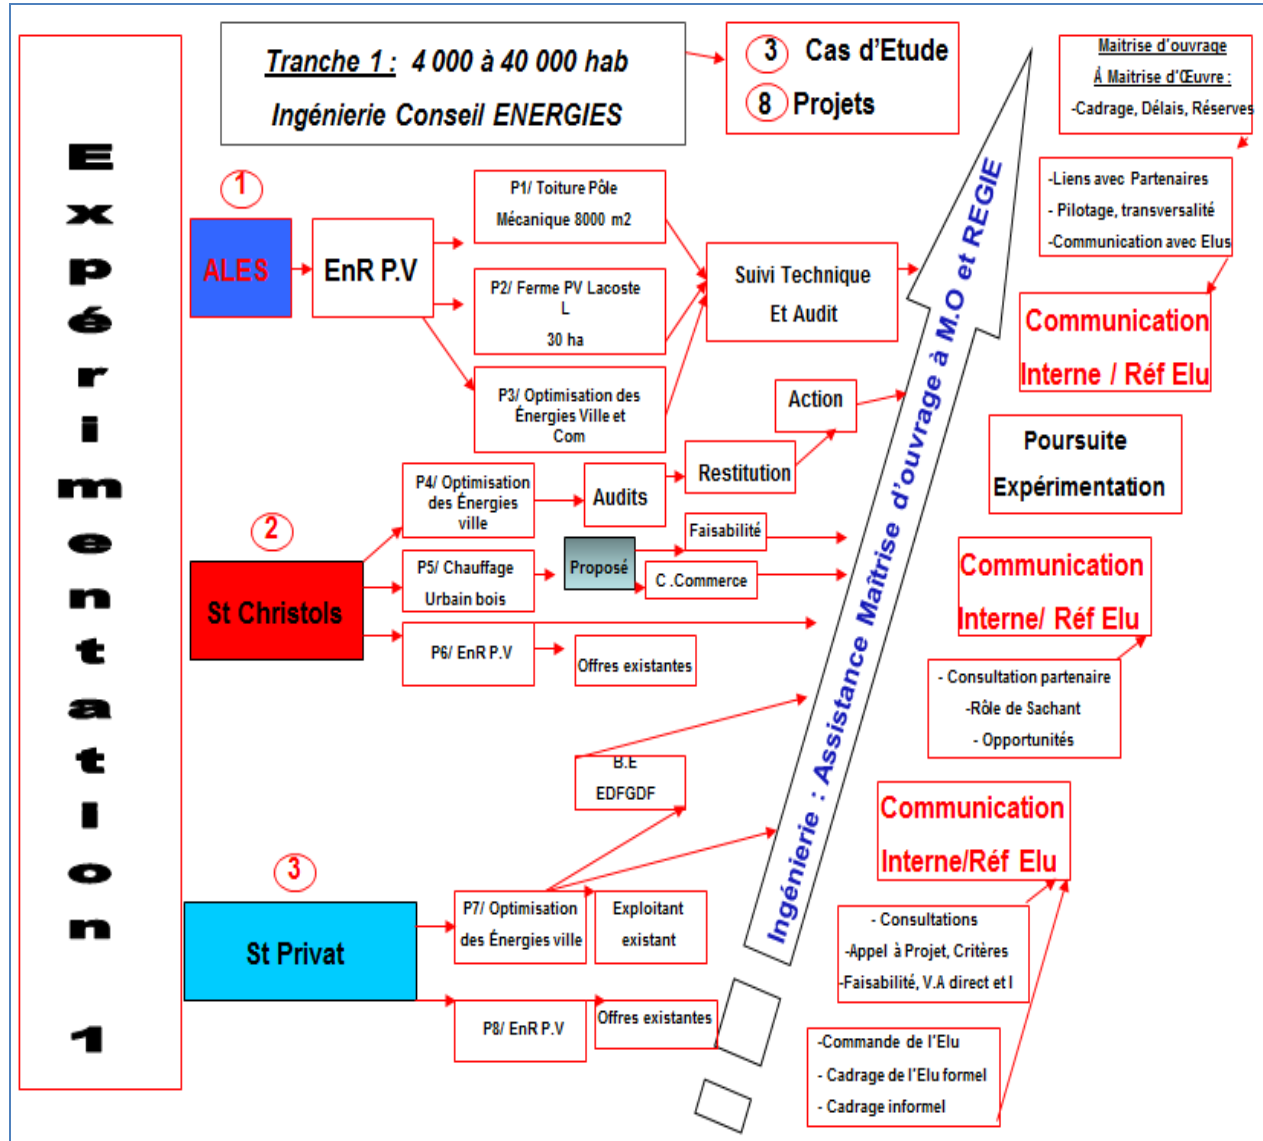 Expérimentation 1
Tranche 1 : 4 000 à 40 000 hab
Ingénierie Conseil ENERGIES
3 Cas d'Etude
8 Projets
Maitrise d'ouvrage
À Maitrise d'Œuvre :
-Cadrage, Délais, Réserves
-Liens avec Partenaires
- Pilotage, transversalité
-Communication avec Elus
Communication
Interne / Réf Elu
Poursuite
Expérimentation
Communication
Interne/ Réf Elu
- Consultation partenaire
-Rôle de Sachant
- Opportunités
Communication
Interne/Réf Elu
- Consultations
-Appel à Projet, Critères
-Faisabilité, V.A direct et I
-Commande de l'Elu
- Cadrage de l'Elu formel
- Cadrage informel
Ingénierie : Assistance Maîtrise d'ouvrage à M.O et REGIE
1
ALES
EnR P.V
P1/ Toiture Pôle
Mécanique 8000 m2
P2/ Ferme PV Lacoste
L
30 ha
P3/ Optimisation des
Énergies Ville et
Com
Suivi Technique
Et Audit
2
St Christols
P4/ Optimisation
des Énergies
ville
Audits
Restitution
Action
P5/ Chauffage
Urbain bois
Proposé
Faisabilité
C .Commerce
P6/ EnR P.V
Offres existantes
3
St Privat
B.E
EDFGDF
P7/ Optimisation
des Énergies ville
Exploitant
existant
P8/ EnR P.V
Offres existantes